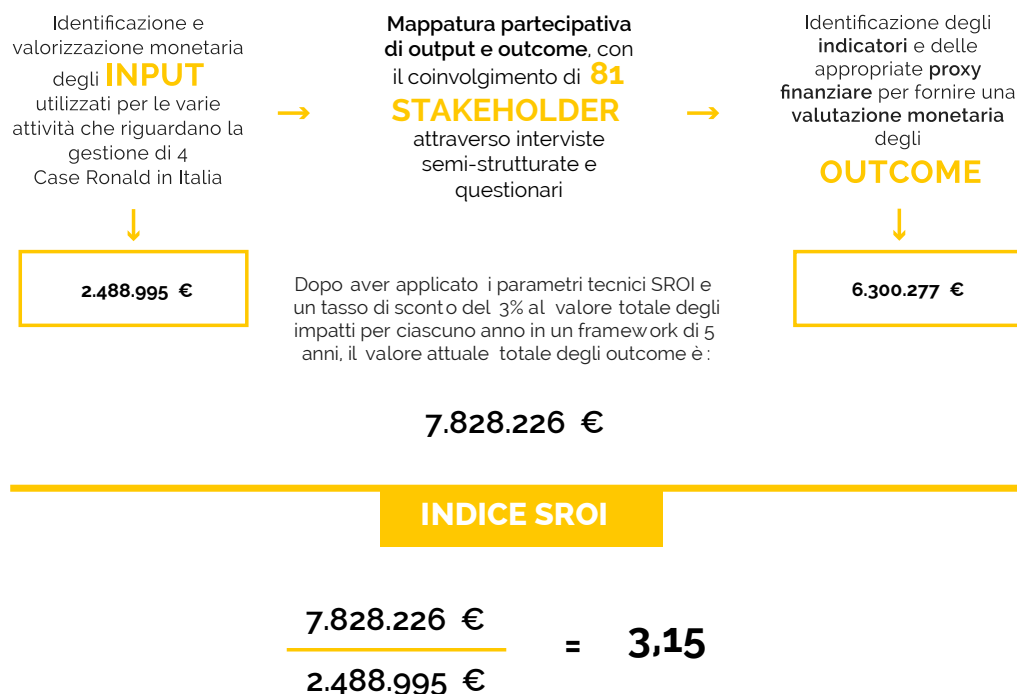 Identificazione e
valorizzazione monetaria
degli INPUT
utilizzati per le varie
attività che riguardano la
gestione di 4
Case Ronald in Italia
→
Mappatura partecipativa
di output e outcome, con
il coinvolgimento di 81
STAKEHOLDER
attraverso interviste
semi-strutturate e
questionari
→
Identificazione degli
indicatori e delle
appropriate proxy
finanziare per fornire una
valutazione monetaria
degli
OUTCOME
↓
↓
2.488.995 €
Dopo aver applicato i parametri tecnici SROI e
un tasso di sconto del 3% al valore totale degli
impatti per ciascuno anno in un framework di 5
anni, il valore attuale totale degli outcome è :
6.300.277 €
7.828.226 €
INDICE SROI
7.828.226 €
= 3,15
2.488.995 €